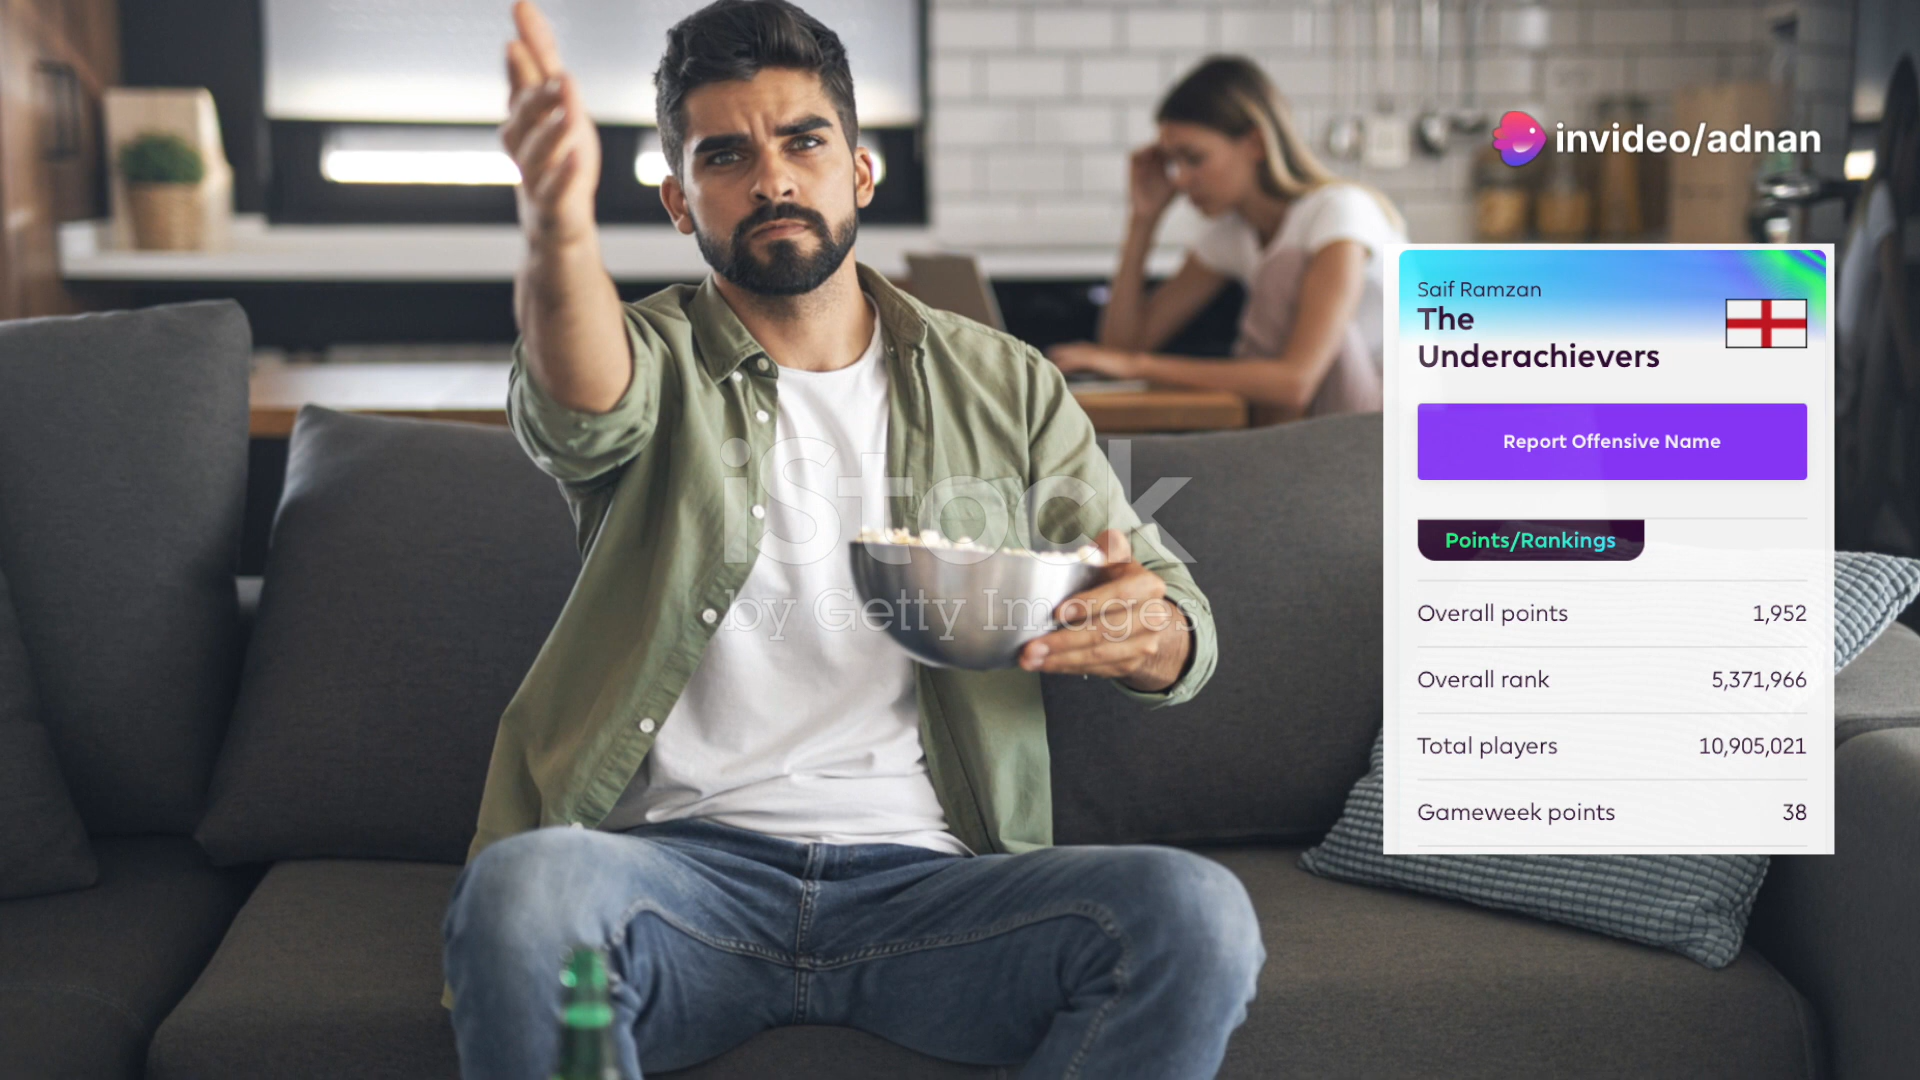 invideo/adnan
Saif Ramzan
The
Underachievers
Report Offensive Name
Points/Rankings
Overall points 1,952
Overall rank 5,371,966
Total players 10,905,021
Gameweek points 38
iStock
by Getty Images